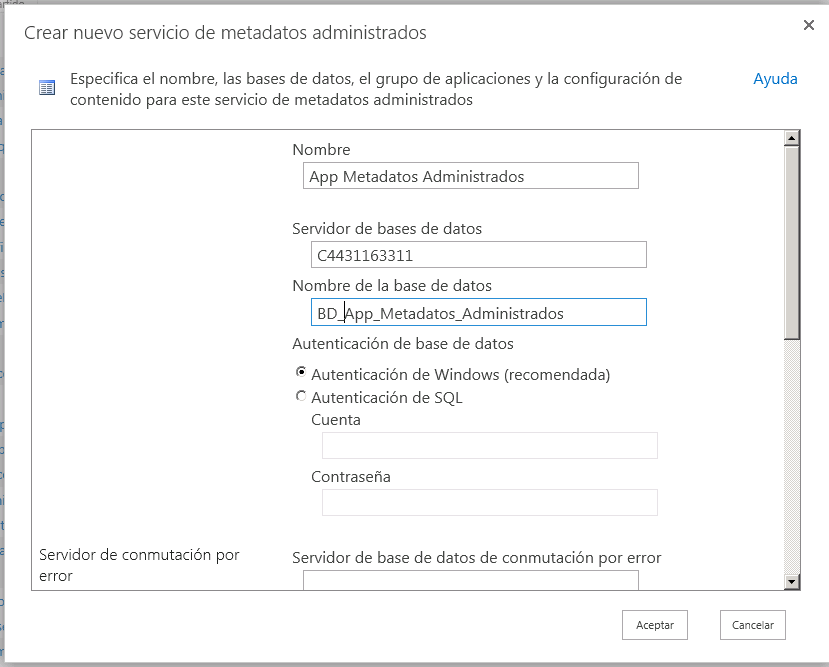 Crear nuevo servicio de metadatos administrados
Especifica el nombre, las bases de datos, el grupo de aplicaciones y la configuración de
contenido para este servicio de metadatos administrados
Ayuda
Nombre
App Metadatos Administrados
Servidor de bases de datos
C4431163311
Nombre de la base de datos
BD_App_Metadatos_Administrados
Autenticación de base de datos
Autenticación de Windows (recomendada)
Autenticación de SQL
Cuenta
Contraseña
Servidor de conmutación por
error
Servidor de base de datos de conmutación por error
Aceptar
Cancelar